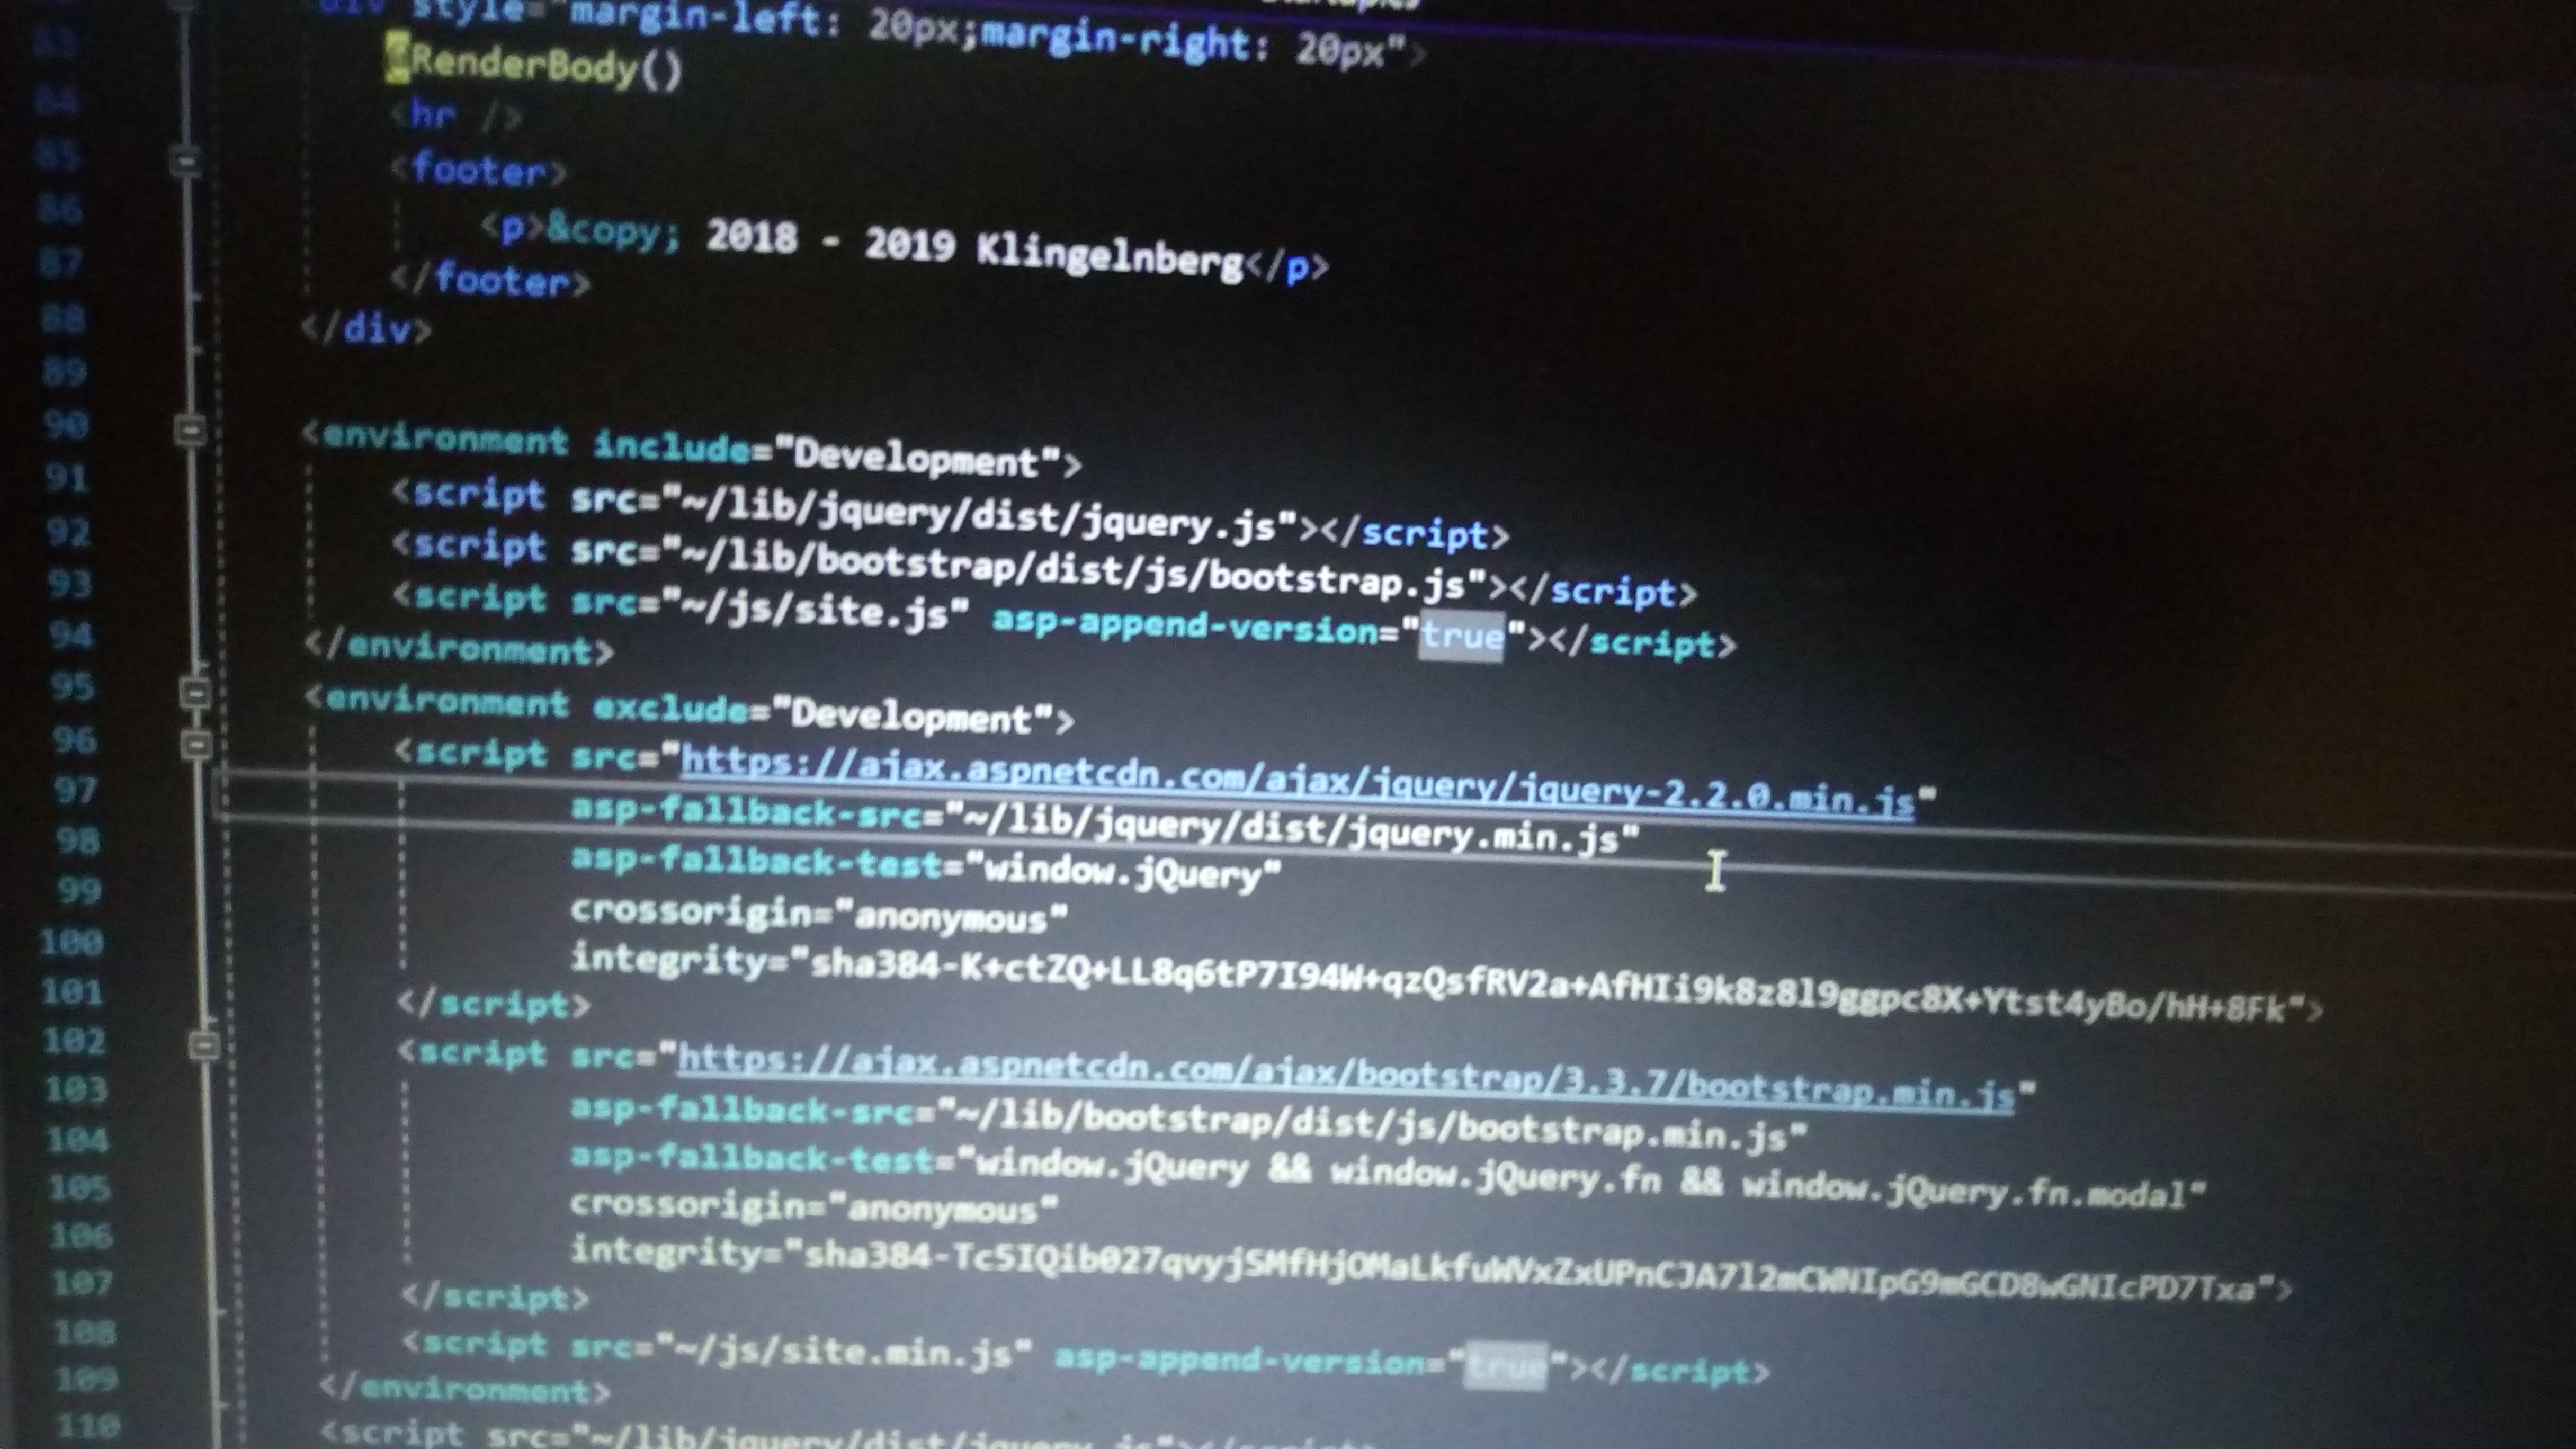 div style="margin-left: 20px;margin-right: 20px">
83 @RenderBody()
84 <hr />
85 <footer>
86 <p>&copy; 2018 - 2019 Klingelnberg</p>
87 </footer>
88 </div>
89
90 <environment include="Development">
91 <script src="~/lib/jquery/dist/jquery.js"></script>
92 <script src="~/lib/bootstrap/dist/js/bootstrap.js"></script>
93 <script src="~/js/site.js" asp-append-version="true"></script>
94 </environment>
95 <environment exclude="Development">
96 <script src="https://ajax.aspnetcdn.com/ajax/jquery/jquery-2.2.0.min.js"
97 asp-fallback-src="~/lib/jquery/dist/jquery.min.js"
98 asp-fallback-test="window.jQuery"
99 crossorigin="anonymous"
100 integrity="sha384-K+ctZQ+LL8q6tP7I94W+qzQsfRV2a+AfHIi9k8z8l9ggpc8X+Ytst4yBo/hH+8Fk">
101 </script>
102 <script src="https://ajax.aspnetcdn.com/ajax/bootstrap/3.3.7/bootstrap.min.js"
103 asp-fallback-src="~/lib/bootstrap/dist/js/bootstrap.min.js"
104 asp-fallback-test="window.jQuery && window.jQuery.fn && window.jQuery.fn.modal"
105 crossorigin="anonymous"
106 integrity="sha384-Tc5IQib027qvyjSMfHjOMaLkfuWVxZxUPnCJA7l2mCWNIpG9mGCD8wGNIcPD7Txa">
107 </script>
108 <script src="~/js/site.min.js" asp-append-version="true"></script>
109 </environment>
110 <script src="~/lib/jquery/dist/jquery.js"></script>